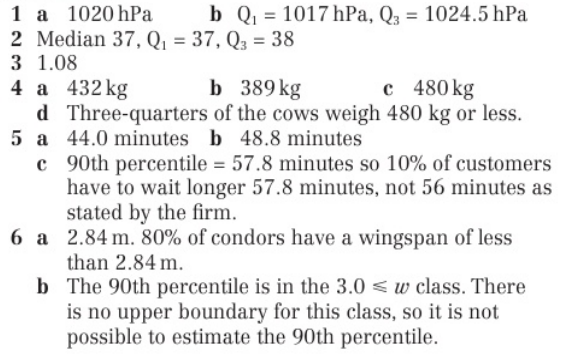 1 a 1020 hPa b Q₁ = 1017 hPa, Q₃ = 1024.5 hPa
2 Median 37, Q₁ = 37, Q₃ = 38
3 1.08
4 a 432 kg b 389 kg c 480 kg
d Three-quarters of the cows weigh 480 kg or less.
5 a 44.0 minutes b 48.8 minutes
c 90th percentile = 57.8 minutes so 10% of customers
have to wait longer 57.8 minutes, not 56 minutes as
stated by the firm.
6 a 2.84 m. 80% of condors have a wingspan of less
than 2.84 m.
b The 90th percentile is in the 3.0 ⩽ w class. There
is no upper boundary for this class, so it is not
possible to estimate the 90th percentile.